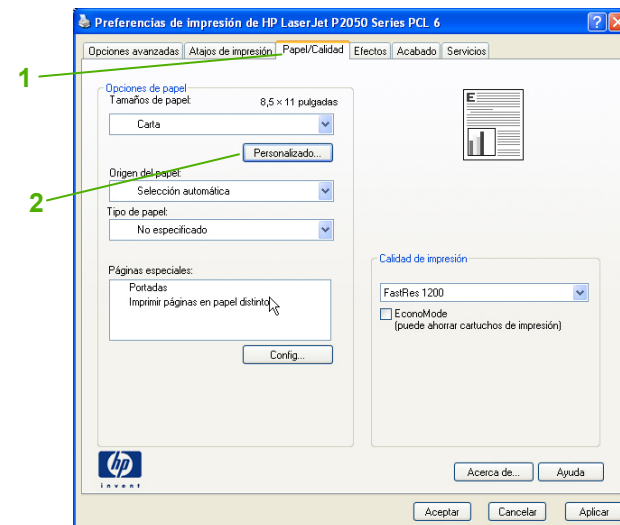 Preferencias de impresión de HP LaserJet P2050 Series PCL 6
Opciones avanzadas Atajos de impresión Papel/Calidad Efectos Acabado Servicios
1
Opciones de papel
Tamaños de papel: 8,5 × 11 pulgadas
Carta
Personalizado...
2
Origen del papel:
Selección automática
Tipo de papel:
No especificado
Páginas especiales:
Portadas
Imprimir páginas en papel distinto
Config...
E
Calidad de impresión
FastRes 1200
EconoMode
(puede ahorrar cartuchos de impresión)
hp
invent
Acerca de... Ayuda
Aceptar Cancelar Aplicar